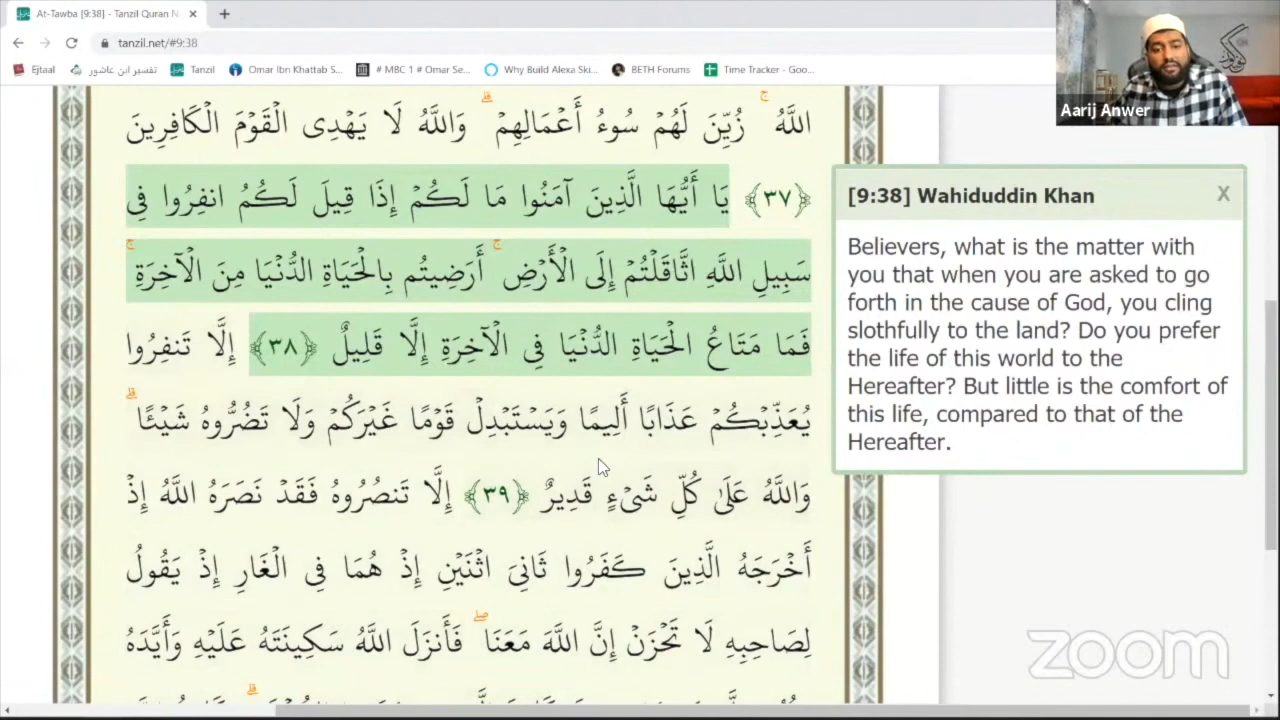 At-Tawba [9:38] - Tanzil Quran N
tanzil.net/#9:38
Ejtaal
تفسير ابن عاشور
Tanzil
Omar Ibn Khattab S...
# MBC 1 # Omar Se...
Why Build Alexa Ski...
BETH Forums
Time Tracker - Goo...
Aarij Anwer
اللَّهُ ۚ زُيِّنَ لَهُمْ سُوءُ أَعْمَالِهِمْ ۗ وَاللَّهُ لَا يَهْدِى الْقَوْمَ الْكَافِرِينَ
﴿٣٧﴾ يَا أَيُّهَا الَّذِينَ آمَنُوا مَا لَكُمْ إِذَا قِيلَ لَكُمُ انفِرُوا فِى
سَبِيلِ اللَّهِ اثَّاقَلْتُمْ إِلَى الْأَرْضِ ۚ أَرَضِيتُم بِالْحَيَاةِ الدُّنْيَا مِنَ الْآخِرَةِ ۚ
فَمَا مَتَاعُ الْحَيَاةِ الدُّنْيَا فِى الْآخِرَةِ إِلَّا قَلِيلٌ ﴿٣٨﴾ إِلَّا تَنفِرُوا
يُعَذِّبْكُمْ عَذَابًا أَلِيمًا وَيَسْتَبْدِلْ قَوْمًا غَيْرَكُمْ وَلَا تَضُرُّوهُ شَيْئًا ۗ
وَاللَّهُ عَلَىٰ كُلِّ شَىْءٍ قَدِيرٌ ﴿٣٩﴾ إِلَّا تَنصُرُوهُ فَقَدْ نَصَرَهُ اللَّهُ إِذْ
أَخْرَجَهُ الَّذِينَ كَفَرُوا ثَانِىَ اثْنَيْنِ إِذْ هُمَا فِى الْغَارِ إِذْ يَقُولُ
لِصَاحِبِهِ لَا تَحْزَنْ إِنَّ اللَّهَ مَعَنَا ۖ فَأَنزَلَ اللَّهُ سَكِينَتَهُ عَلَيْهِ وَأَيَّدَهُ
[9:38] Wahiduddin Khan
X
Believers, what is the matter with
you that when you are asked to go
forth in the cause of God, you cling
slothfully to the land? Do you prefer
the life of this world to the
Hereafter? But little is the comfort of
this life, compared to that of the
Hereafter.
zoom